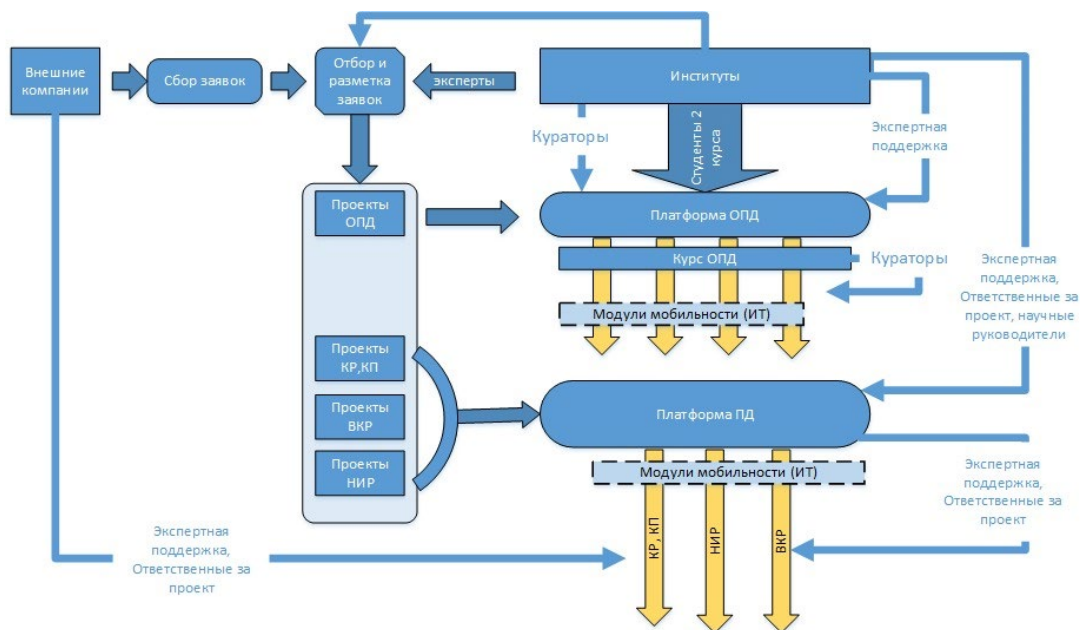 Внешние
компании
Сбор заявок
Отбор и
разметка
заявок
эксперты
Институты
Кураторы
Студенты 2
курса
Экспертная
поддержка
Проекты
ОПД
Платформа ОПД
Курс ОПД
Кураторы
Модули мобильности (ИТ)
Экспертная
поддержка,
Ответственные за
проект, научные
руководители
Проекты
КР,КП
Проекты
ВКР
Проекты
НИР
Платформа ПД
Модули мобильности (ИТ)
Экспертная
поддержка,
Ответственные за
проект
КР, КП
НИР
ВКР
Экспертная
поддержка,
Ответственные за
проект